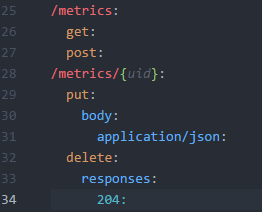 25 /metrics:
26   get:
27   post:
28 /metrics/{uid}:
29   put:
30     body:
31       application/json:
32   delete:
33     responses:
34       204: